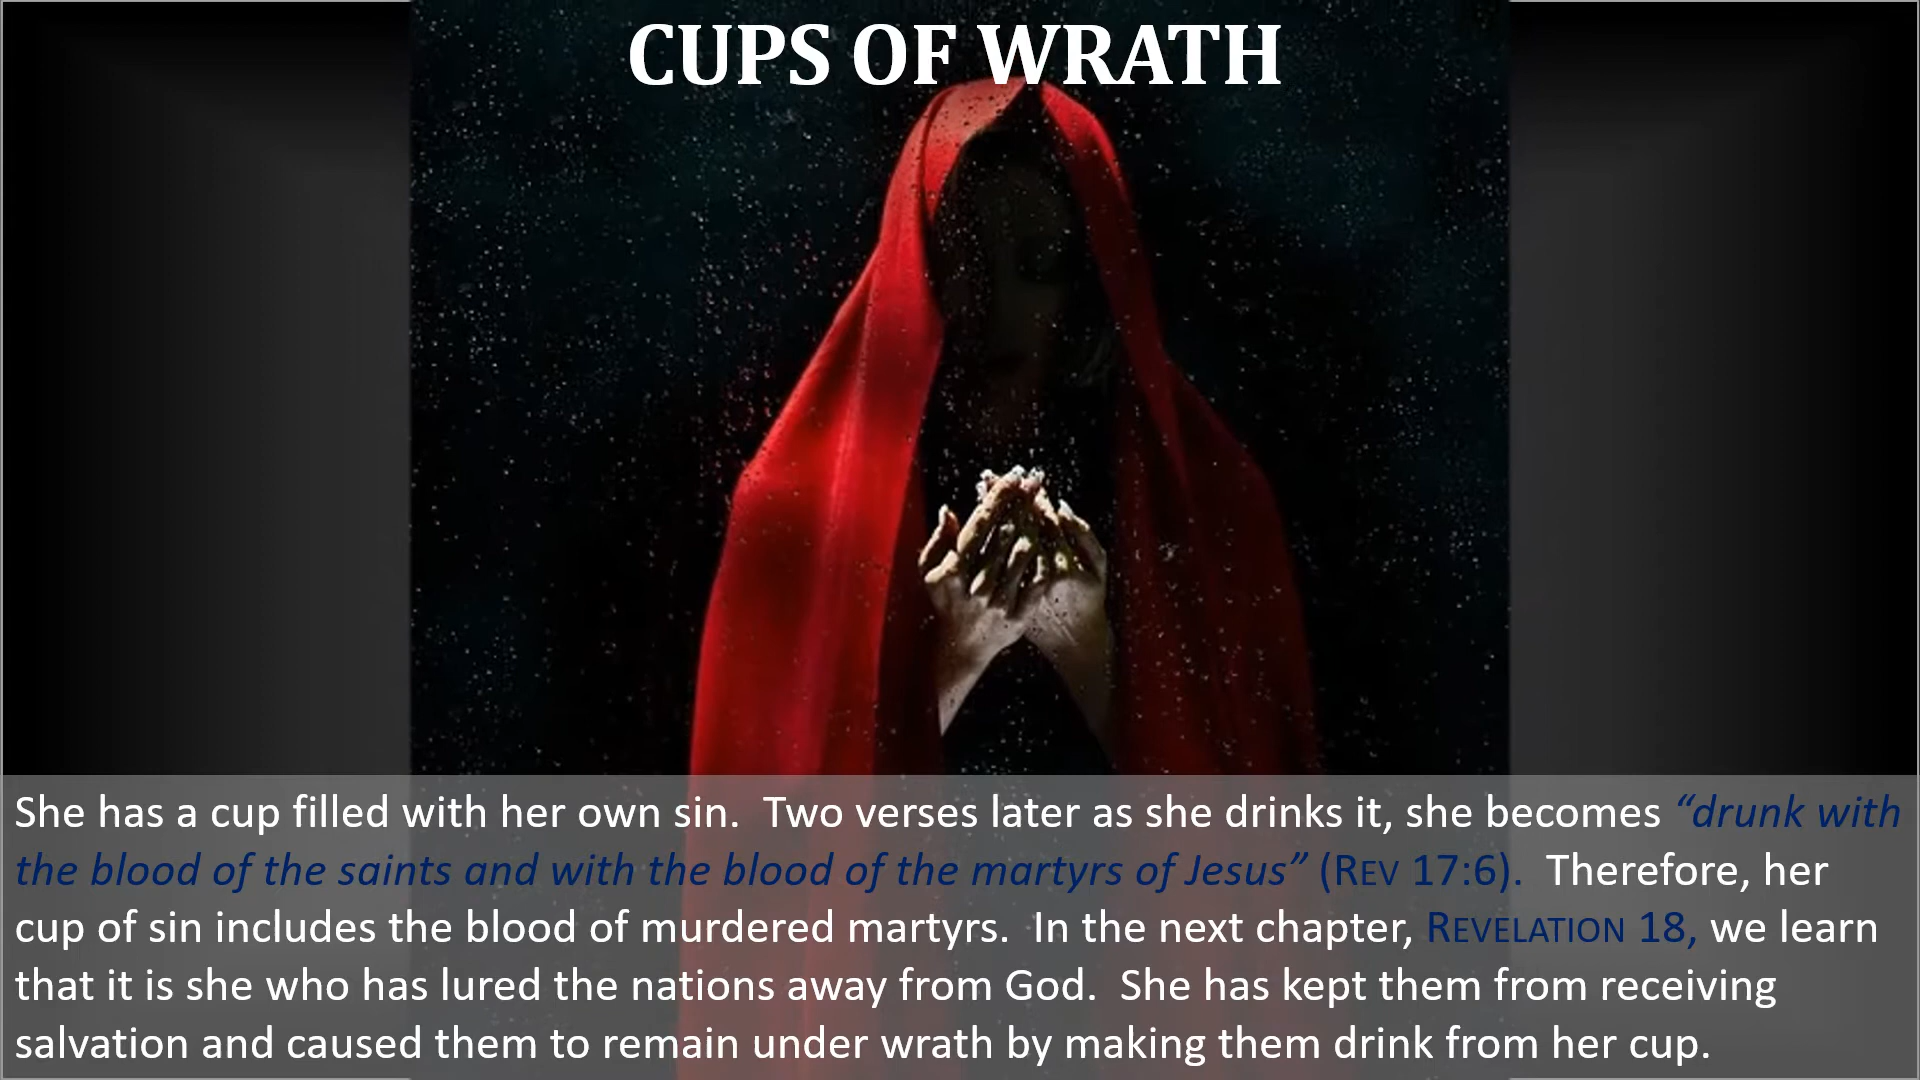 CUPS OF WRATH
She has a cup filled with her own sin.  Two verses later as she drinks it, she becomes “drunk with
the blood of the saints and with the blood of the martyrs of Jesus” (REV 17:6).  Therefore, her
cup of sin includes the blood of murdered martyrs.  In the next chapter, REVELATION 18, we learn
that it is she who has lured the nations away from God.  She has kept them from receiving
salvation and caused them to remain under wrath by making them drink from her cup.